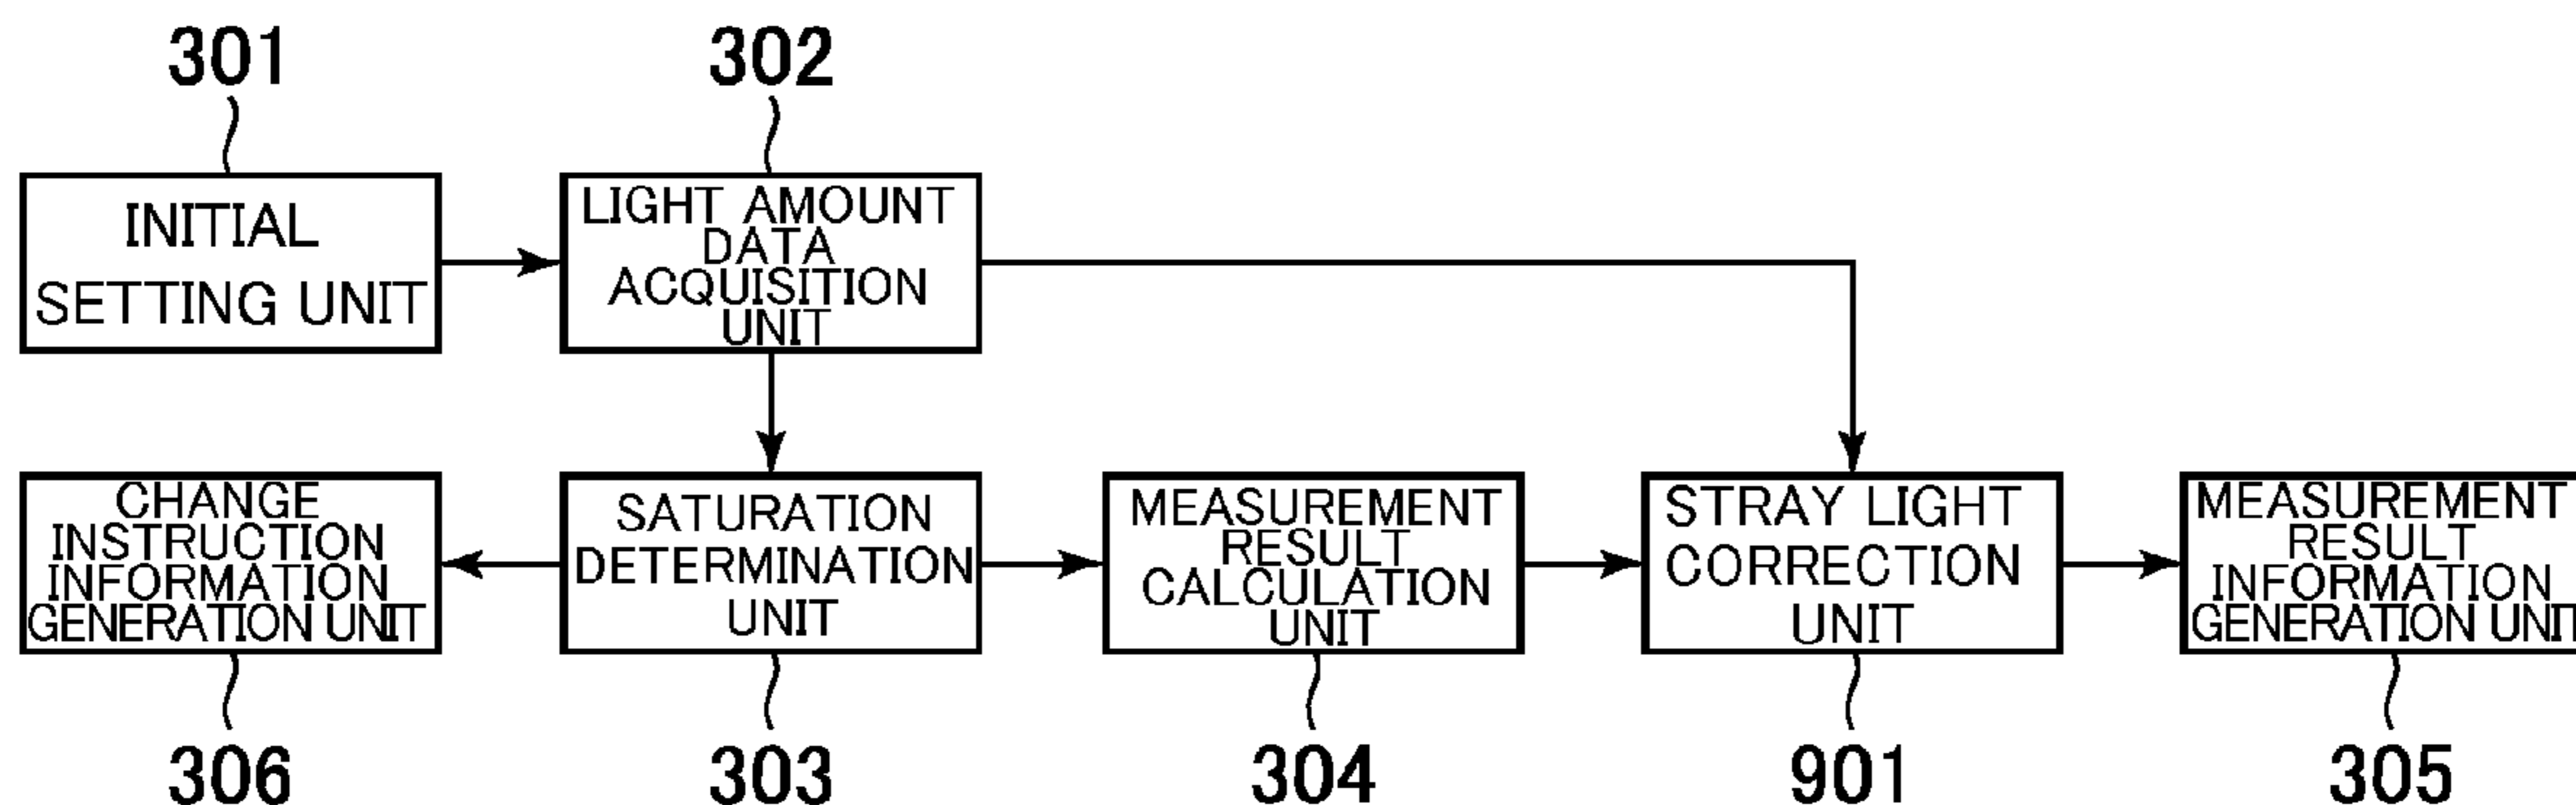 301
302
INITIAL
SETTING UNIT
LIGHT AMOUNT
DATA
ACQUISITION
UNIT
CHANGE
INSTRUCTION
INFORMATION
GENERATION UNIT
SATURATION
DETERMINATION
UNIT
MEASUREMENT
RESULT
CALCULATION
UNIT
STRAY LIGHT
CORRECTION
UNIT
MEASUREMENT
RESULT
INFORMATION
GENERATION UNIT
306
303
304
901
305